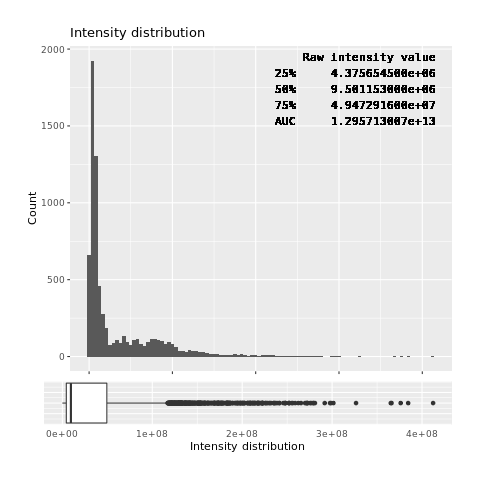 Intensity distribution
Raw intensity value
25% 4.375654500e+06
50% 9.501153000e+06
75% 4.947291600e+07
AUC 1.295713007e+13
2000
1500
1000
500
0
Count
0e+00 1e+08 2e+08 3e+08 4e+08
Intensity distribution